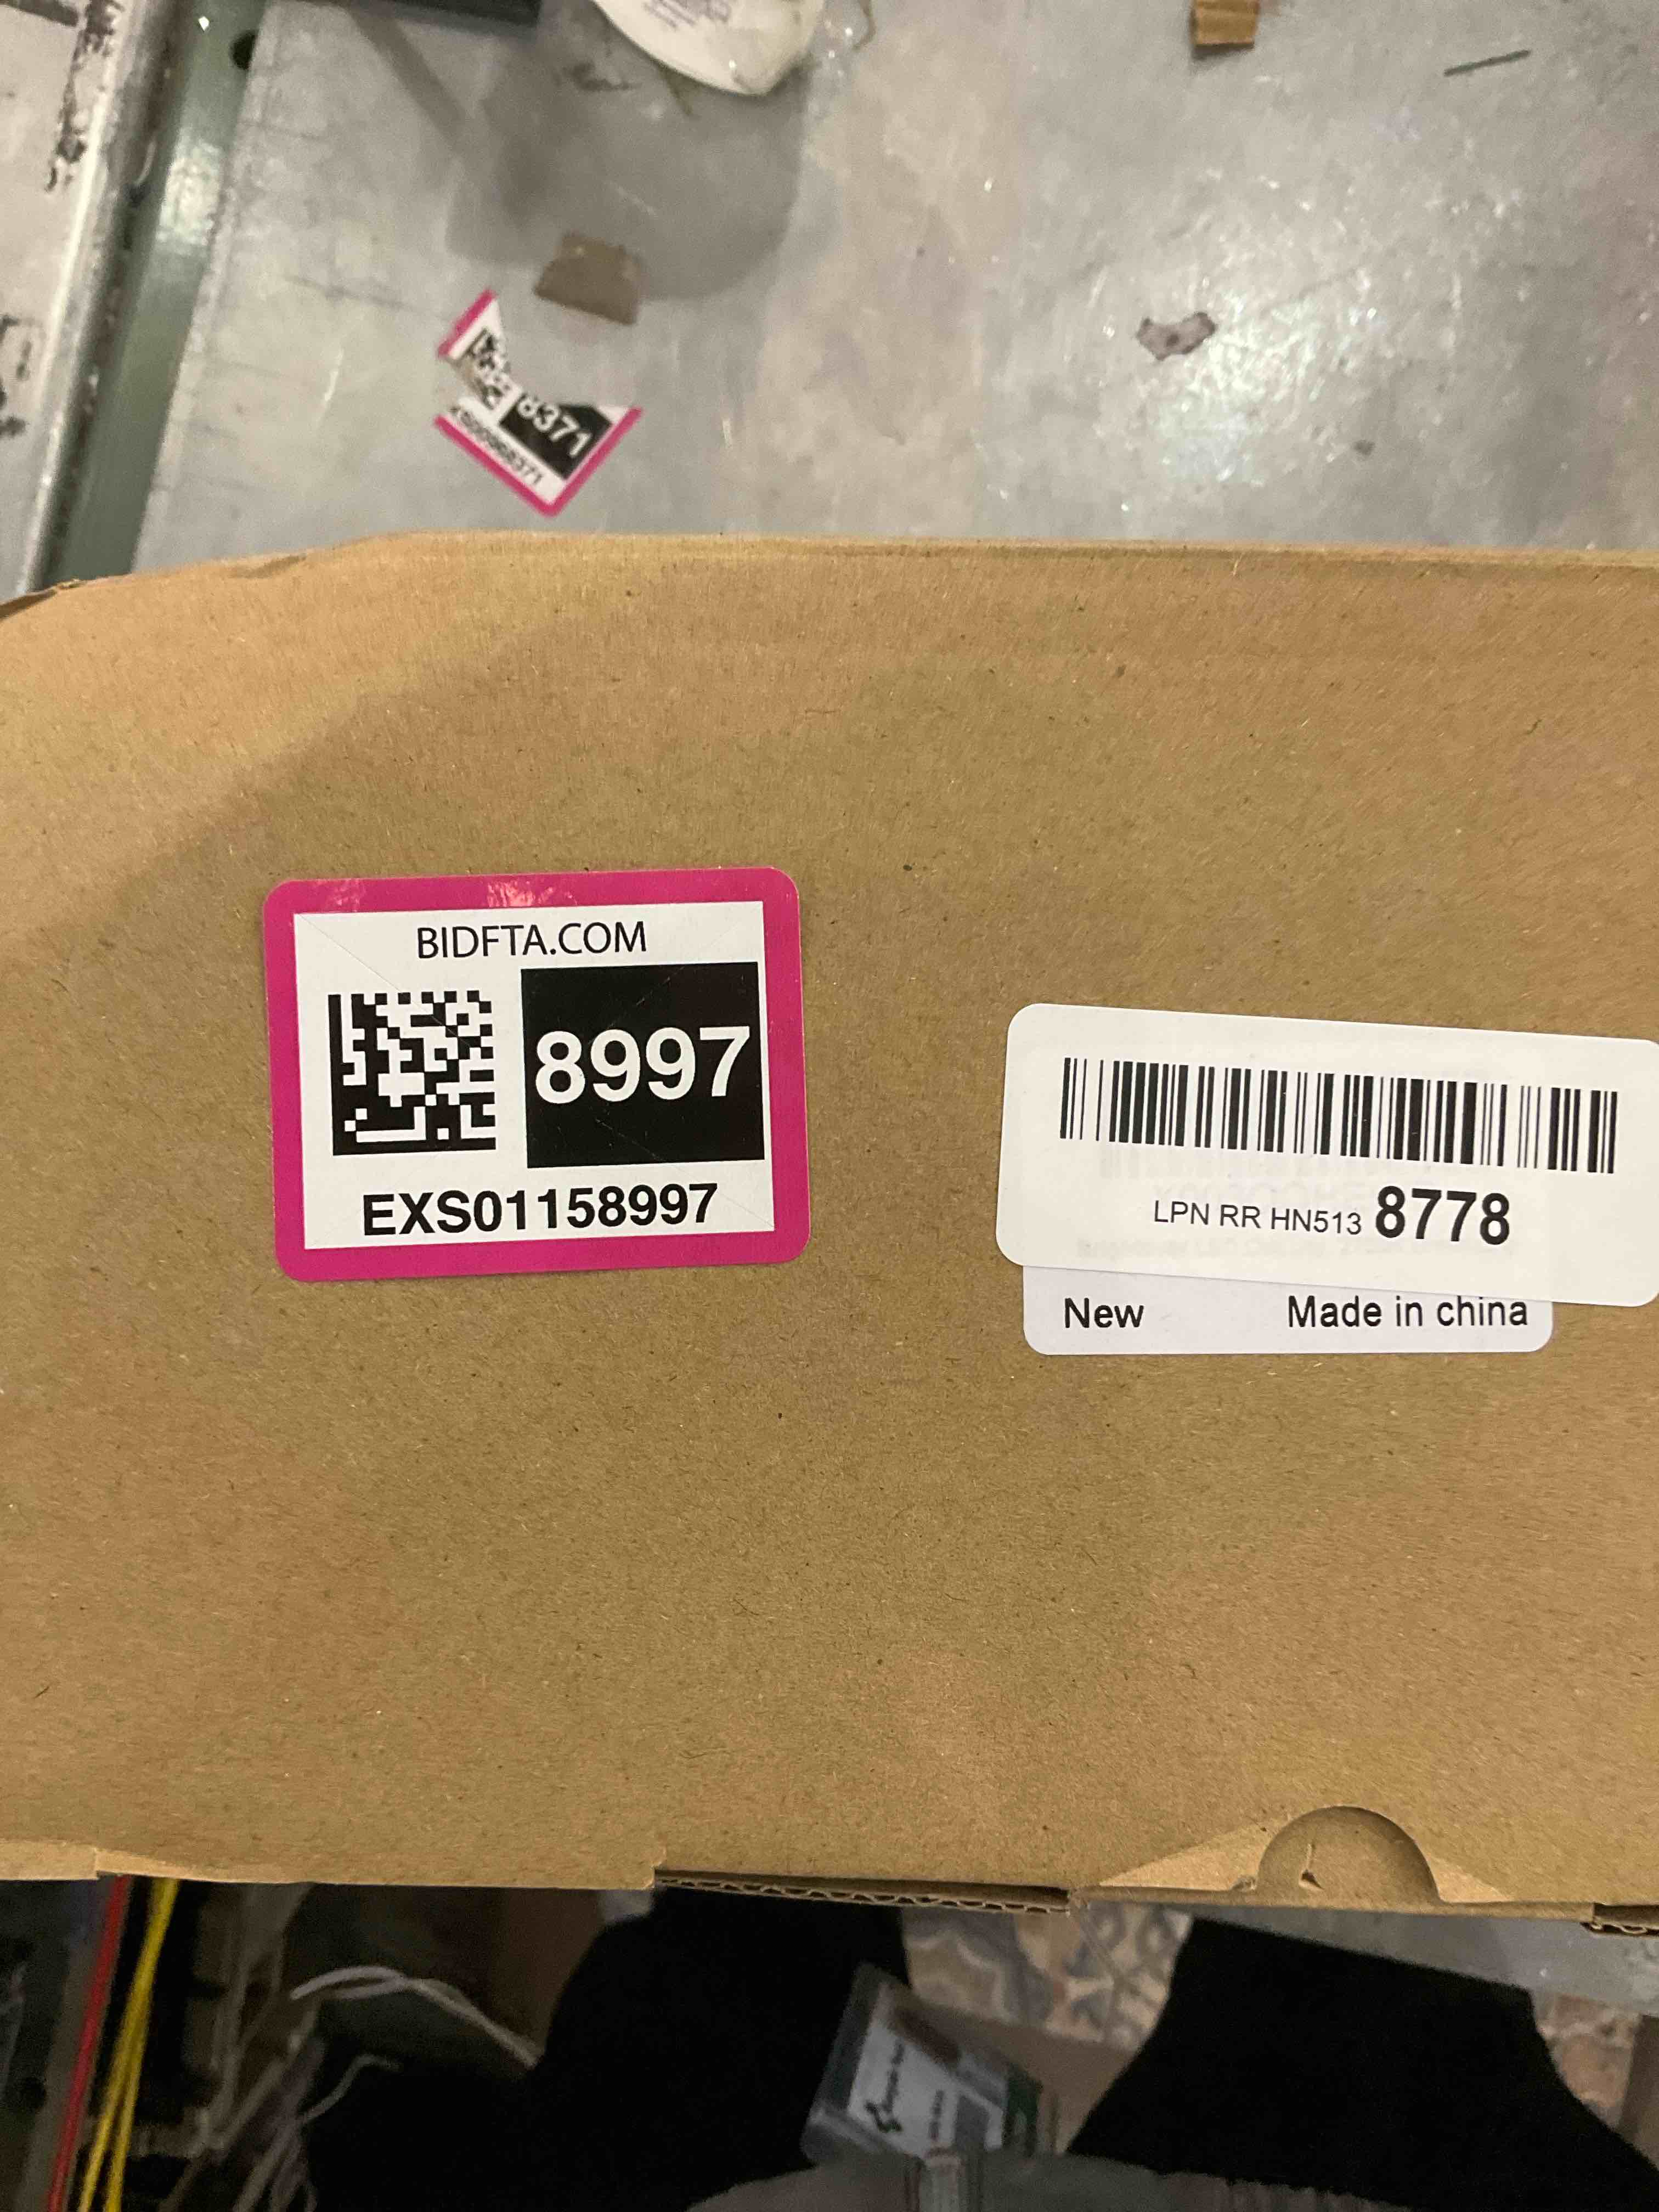 8371
BIDFTA.COM
8997
EXS01158997
LPN RR HN513 8778
New Made in china